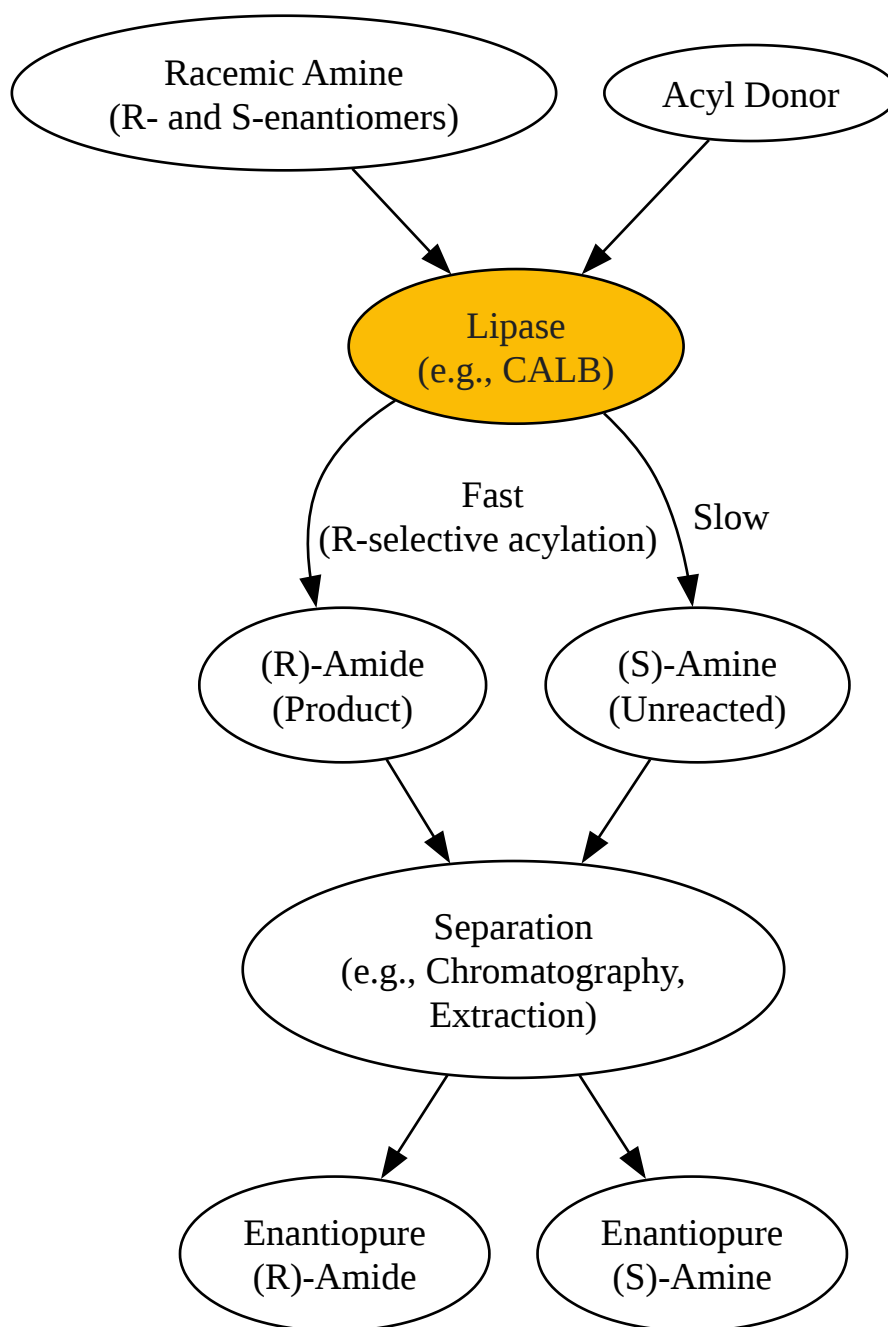 Racemic Amine
(R- and S-enantiomers)
Acyl Donor
Lipase
(e.g., CALB)
Fast
(R-selective acylation)
Slow
(R)-Amide
(Product)
(S)-Amine
(Unreacted)
Separation
(e.g., Chromatography,
Extraction)
Enantiopure
(R)-Amide
Enantiopure
(S)-Amine